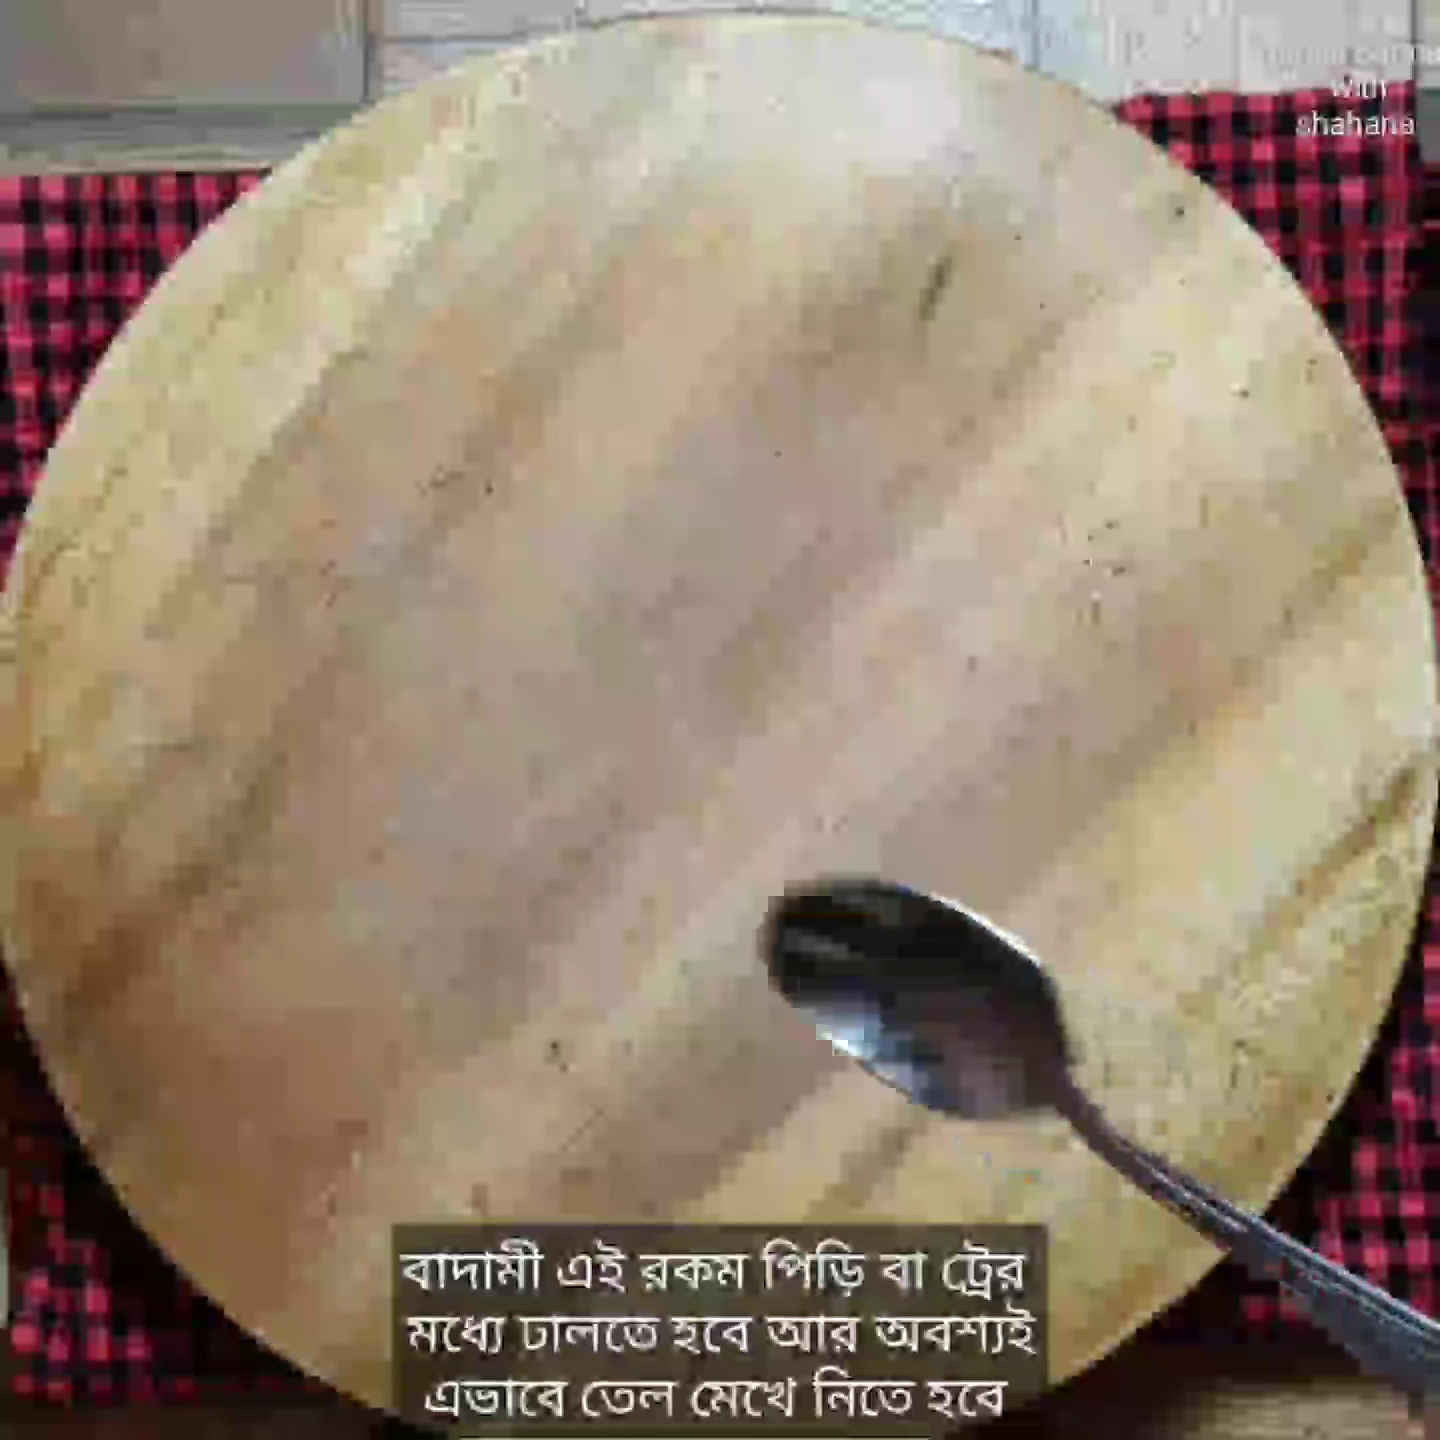 with
shahana
বাদামী এই রকম পিড়ি বা ট্রের
মধ্যে ঢালতে হবে আর অবশ্যই
এভাবে তেল মেখে নিতে হবে